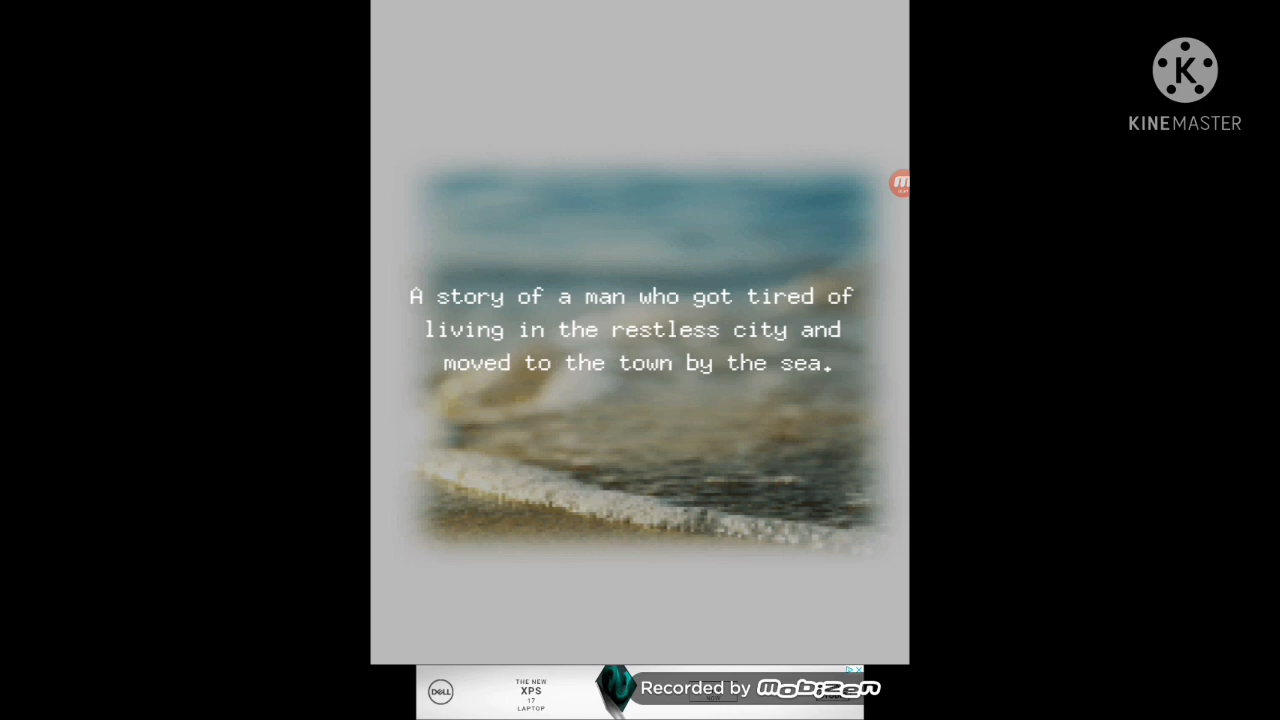 KINEMASTER
A story of a man who got tired of
living in the restless city and
moved to the town by the sea.
DELL
THE NEW
XPS
17
LAPTOP
Recorded by mobizen